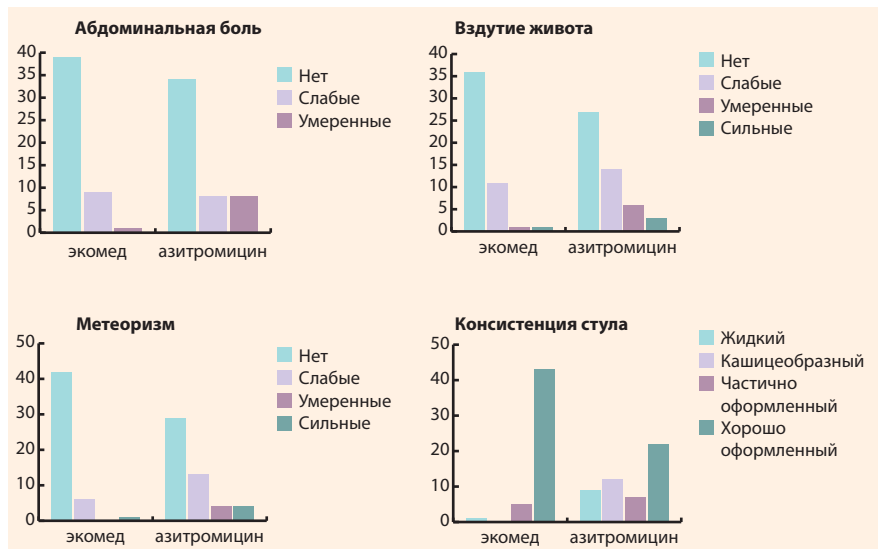 Абдоминальная боль
40
35
30
25
20
15
10
5
0
экомед азитромицин
Нет
Слабые
Умеренные
Вздутие живота
40
35
30
25
20
15
10
5
0
экомед азитромицин
Нет
Слабые
Умеренные
Сильные
Метеоризм
50
40
30
20
10
0
экомед азитромицин
Нет
Слабые
Умеренные
Сильные
Консистенция стула
50
40
30
20
10
0
экомед азитромицин
Жидкий
Кашицеобразный
Частично
оформленный
Хорошо
оформленный